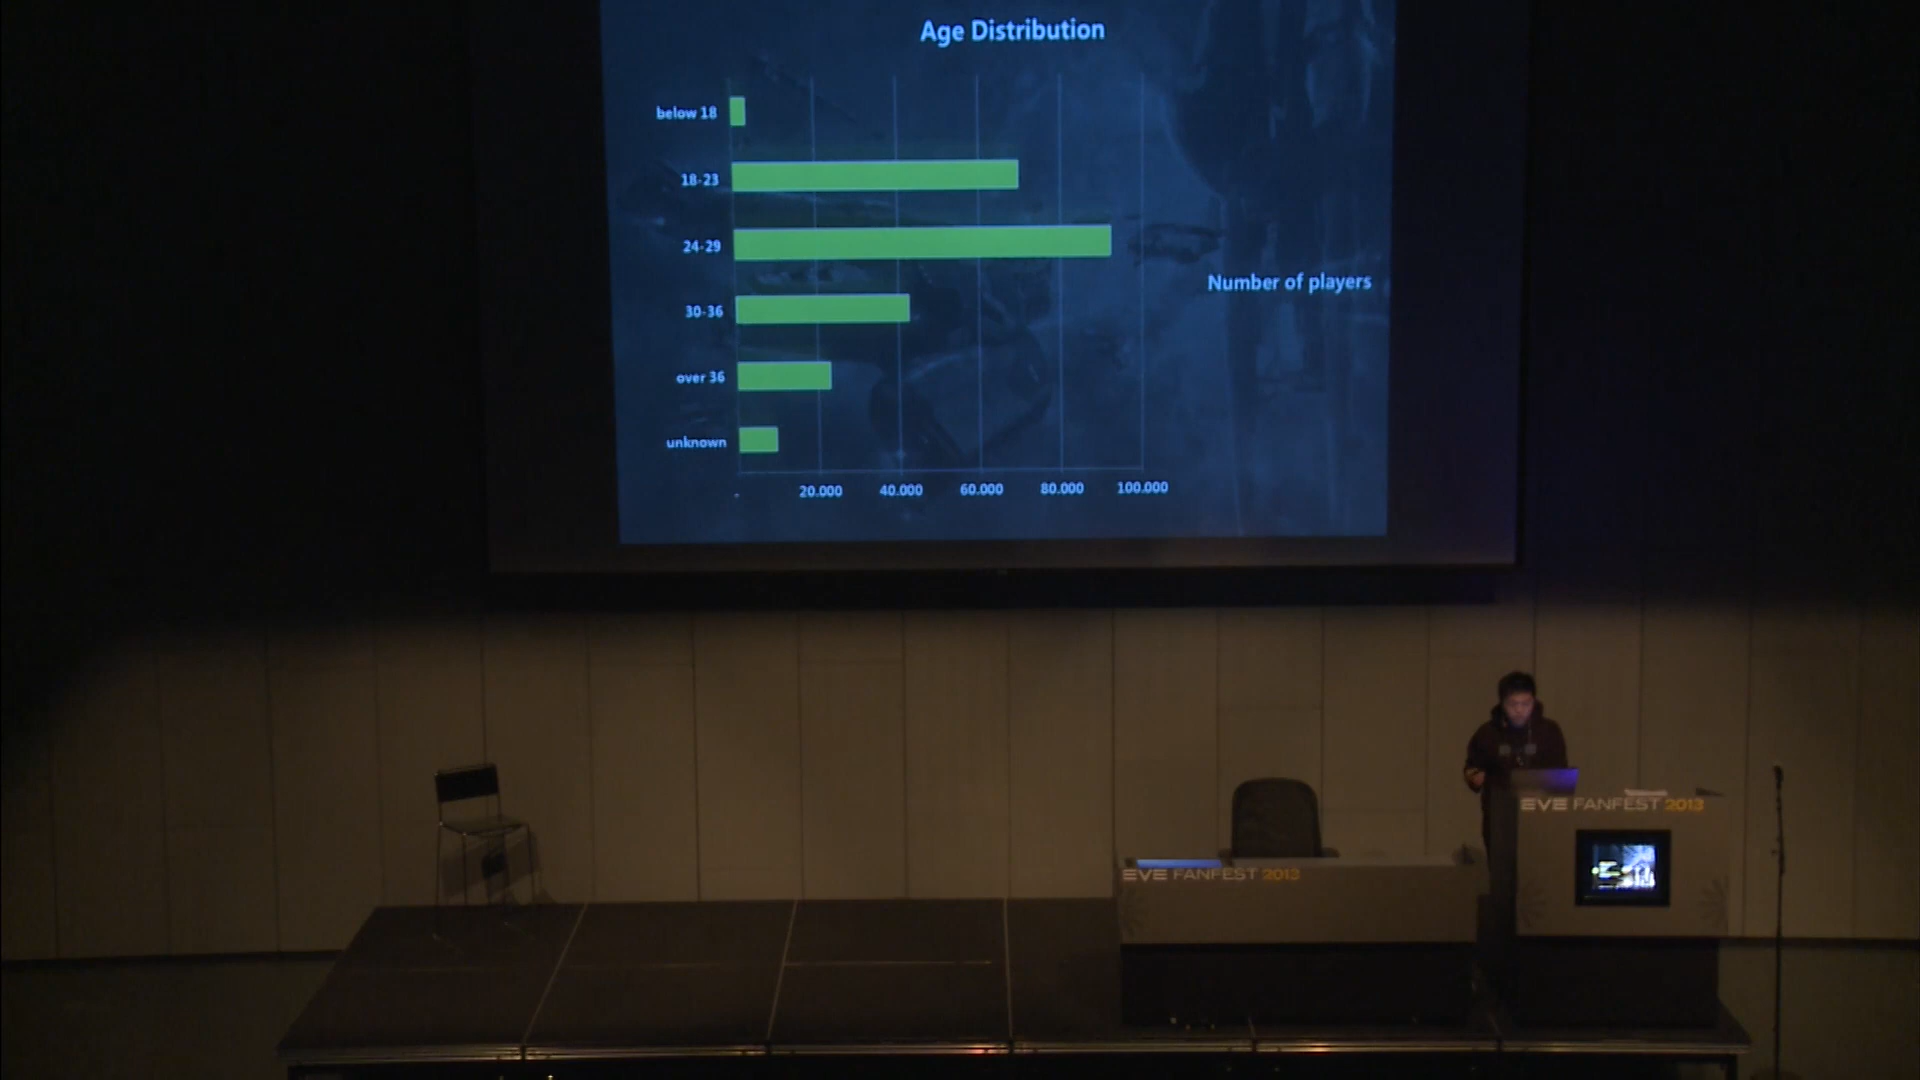 Age Distribution
below 18
18-23
24-29
30-36
over 36
unknown
Number of players
- 20.000 40.000 60.000 80.000 100.000
EVE FANFEST 2013
EVE FANFEST 2013